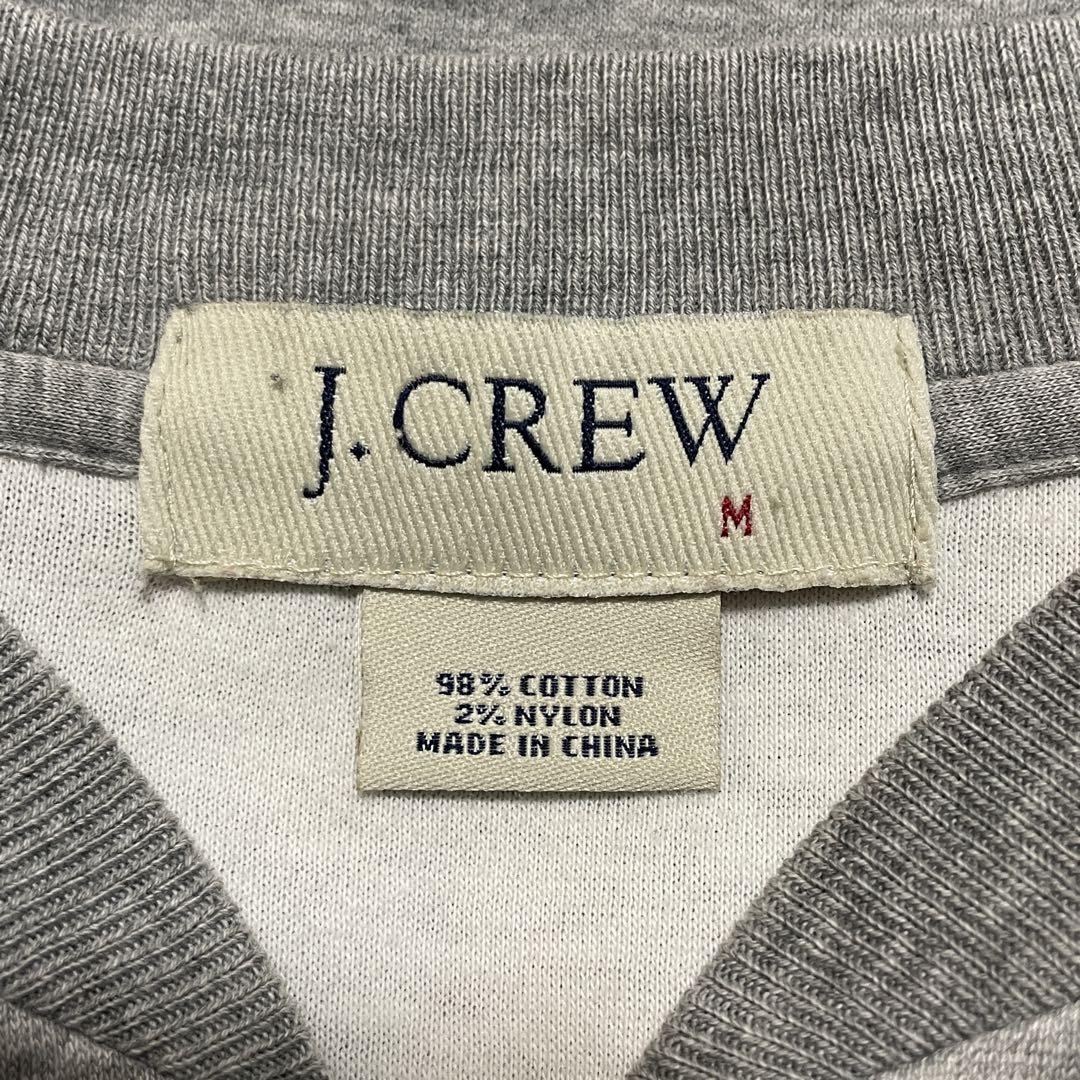 J.CREW
M
98% COTTON
2% NYLON
MADE IN CHINA